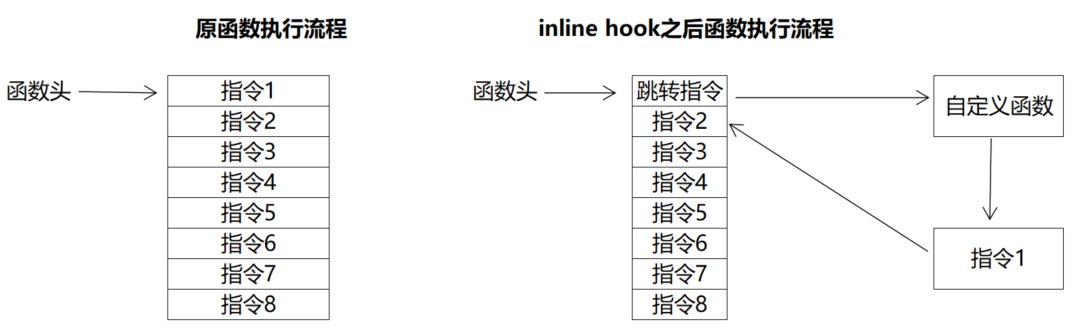 原函数执行流程
函数头
指令1
指令2
指令3
指令4
指令5
指令6
指令7
指令8
inline hook之后函数执行流程
函数头
跳转指令
指令2
指令3
指令4
指令5
指令6
指令7
指令8
自定义函数
指令1